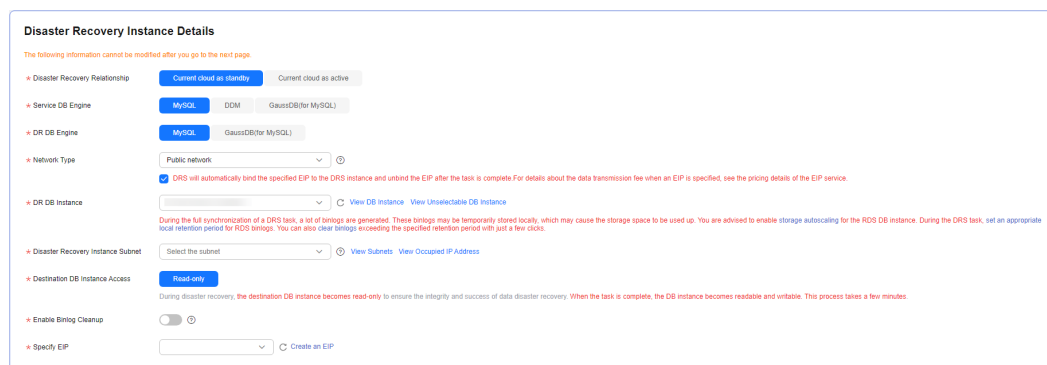 Disaster Recovery Instance Details
The following information cannot be modified after you go to the next page.
* Disaster Recovery Relationship Current cloud as standby Current cloud as active
* Service DB Engine MySQL DDM GaussDB(for MySQL)
* DR DB Engine MySQL GaussDB(for MySQL)
* Network Type Public network
DRS will automatically bind the specified EIP to the DRS instance and unbind the EIP after the task is complete.For details about the data transmission fee when an EIP is specified, see the pricing details of the EIP service.
* DR DB Instance View DB Instance View Unselectable DB Instance
During the full synchronization of a DRS task, a lot of binlogs are generated. These binlogs may be temporarily stored locally, which may cause the storage space to be used up. You are advised to enable storage autoscaling for the RDS DB instance. During the DRS task, set an appropriate
local retention period for RDS binlogs. You can also clear binlogs exceeding the specified retention period with just a few clicks.
* Disaster Recovery Instance Subnet Select the subnet View Subnets View Occupied IP Address
* Destination DB Instance Access Read-only
During disaster recovery, the destination DB instance becomes read-only to ensure the integrity and success of data disaster recovery. When the task is complete, the DB instance becomes readable and writable. This process takes a few minutes.
* Enable Binlog Cleanup
* Specify EIP Create an EIP